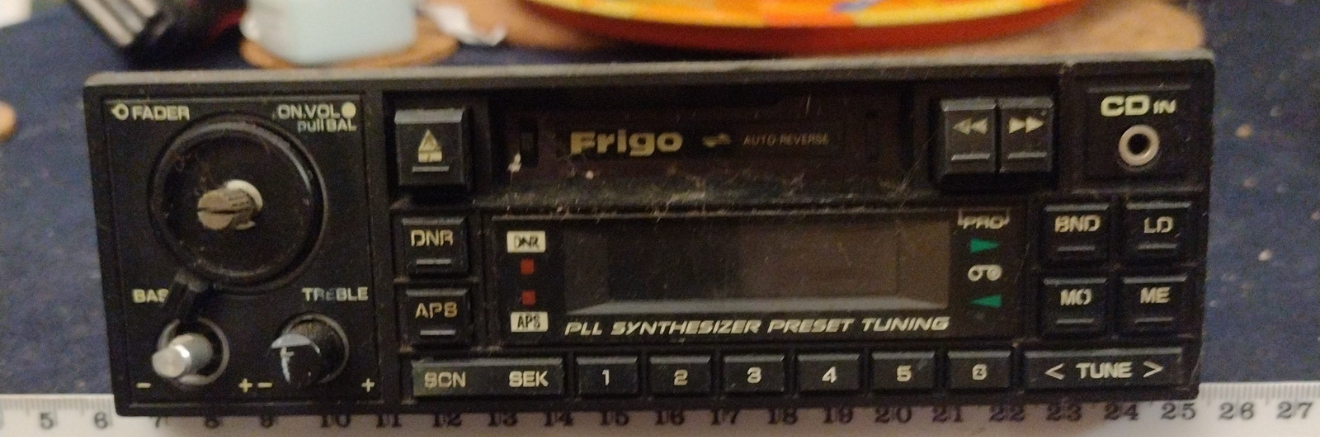 FADER
ON.VOL
pull BAL
CD IN
Frigo AUTO-REVERSE
PRO
DNR
DNR
BND
LD
BAS
TREBLE
APS
APS
MO
ME
PLL SYNTHESIZER PRESET TUNING
SCN SEK 1 2 3 4 5 6 < TUNE >
- + - +
5 6 7 8 9 10 11 12 13 14 15 16 17 18 19 20 21 22 23 24 25 26 27